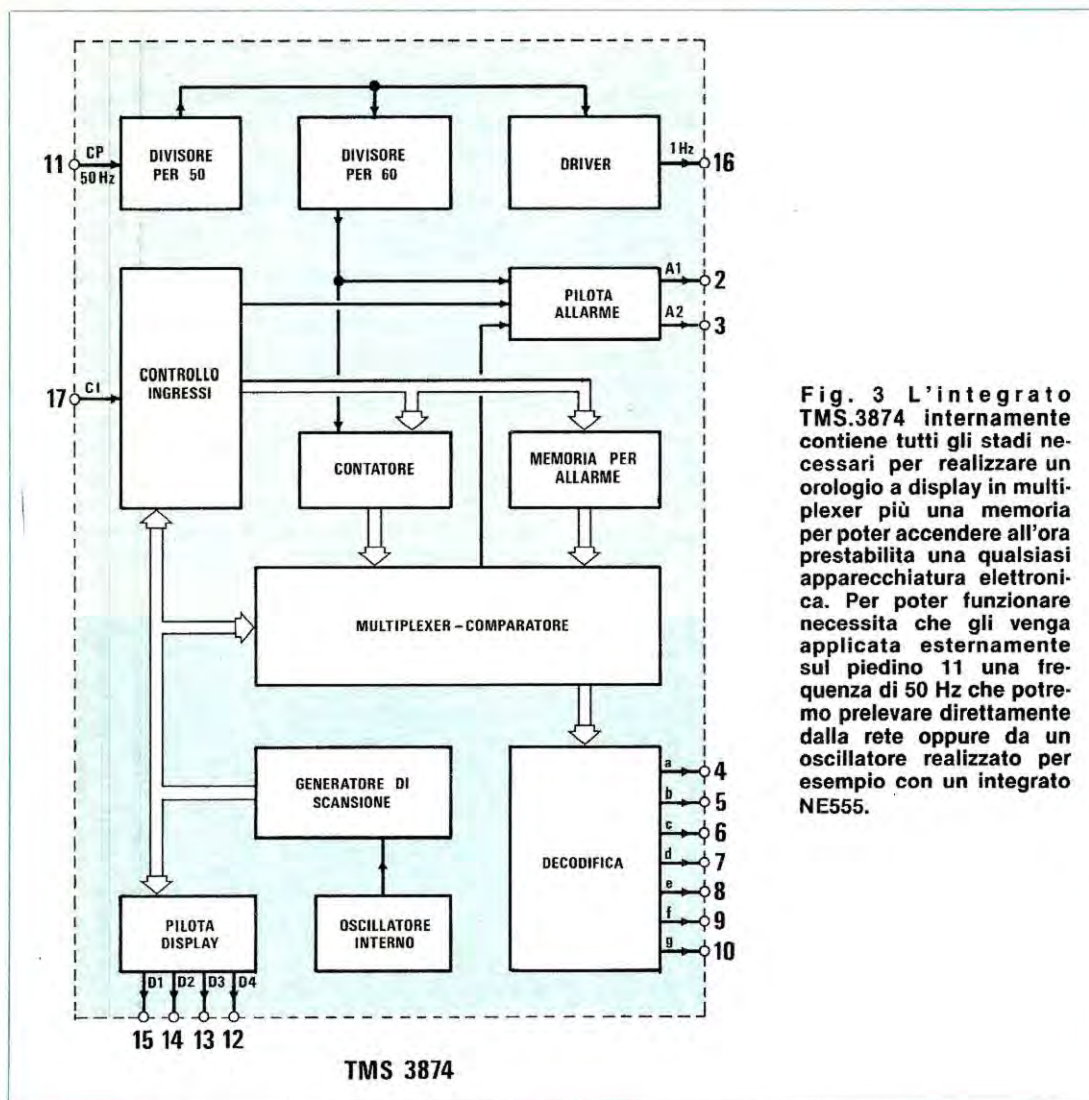 11
CP
50 Hz
DIVISORE
PER 50
DIVISORE
PER 60
DRIVER
1 Hz
16
CONTROLLO
INGRESSI
17
CI
PILOTA
ALLARME
A1
2
A2
3
CONTATORE
MEMORIA PER
ALLARME
MULTIPLEXER – COMPARATORE
GENERATORE DI
SCANSIONE
OSCILLATORE
INTERNO
DECODIFICA
a
4
b
5
c
6
d
7
e
8
f
9
g
10
PILOTA
DISPLAY
D1
D2
D3
D4
15 14 13 12
TMS 3874
Fig. 3 L'integrato
TMS.3874 internamente
contiene tutti gli stadi ne-
cessari per realizzare un
orologio a display in multi-
plexer più una memoria
per poter accendere all'ora
prestabilita una qualsiasi
apparecchiatura elettroni-
ca. Per poter funzionare
necessita che gli venga
applicata esternamente
sul piedino 11 una fre-
quenza di 50 Hz che potre-
mo prelevare direttamente
dalla rete oppure da un
oscillatore realizzato per
esempio con un integrato
NE555.